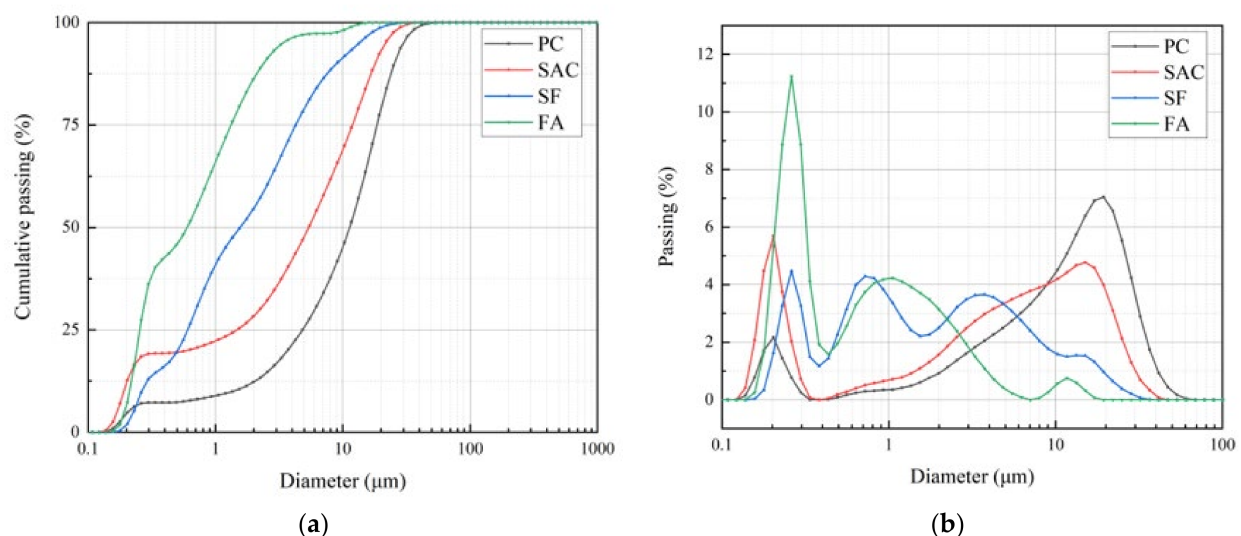 100
75
50
25
0
Cumulative passing (%)
PC
SAC
SF
FA
0.1
1
10
100
1000
Diameter (μm)
(a)
12
10
8
6
4
2
0
Passing (%)
PC
SAC
SF
FA
0.1
1
10
100
Diameter (μm)
(b)